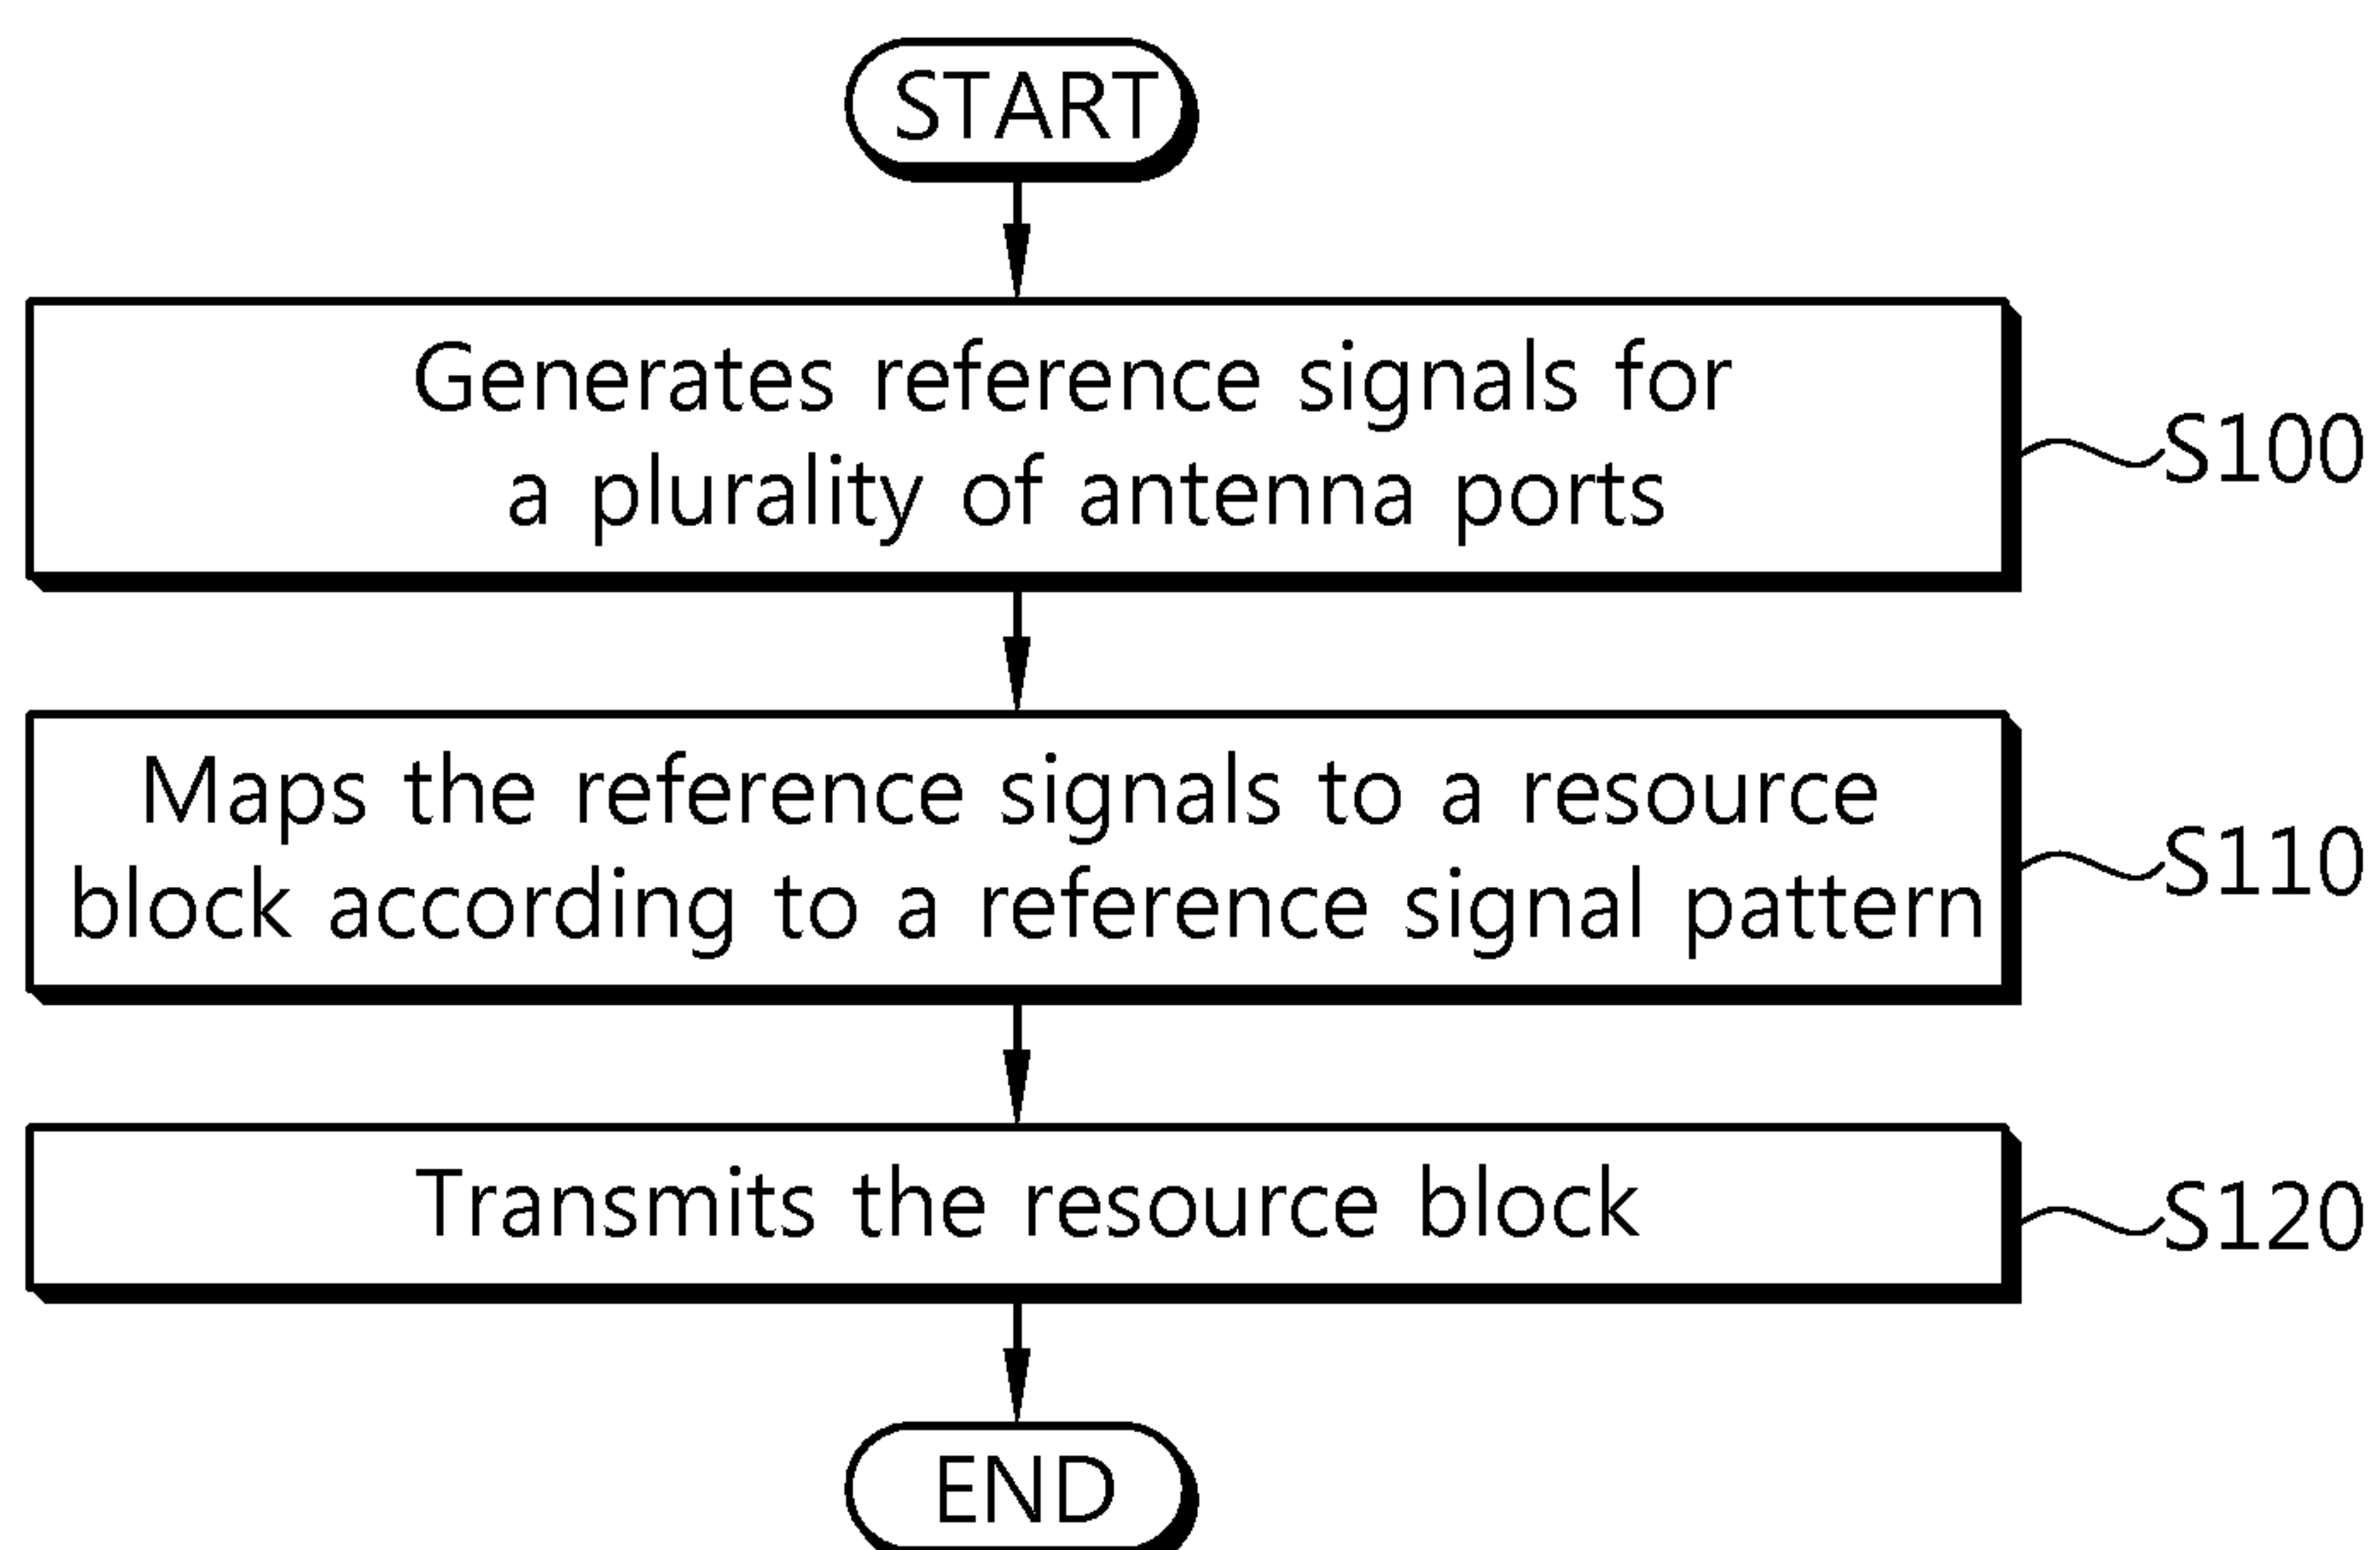 START
Generates reference signals for
a plurality of antenna ports
S100
Maps the reference signals to a resource
block according to a reference signal pattern
S110
Transmits the resource block
S120
END